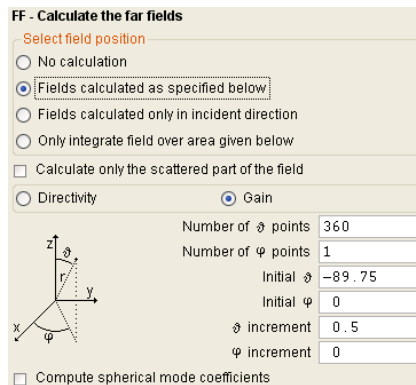 FF - Calculate the far fields
Select field position
No calculation
Fields calculated as specified below
Fields calculated only in incident direction
Only integrate field over area given below
Calculate only the scattered part of the field
Directivity Gain
Number of ϑ points 360
Number of φ points 1
Initial ϑ -89.75
Initial φ 0
ϑ increment 0.5
φ increment 0
z ϑ
r
y
x φ
Compute spherical mode coefficients